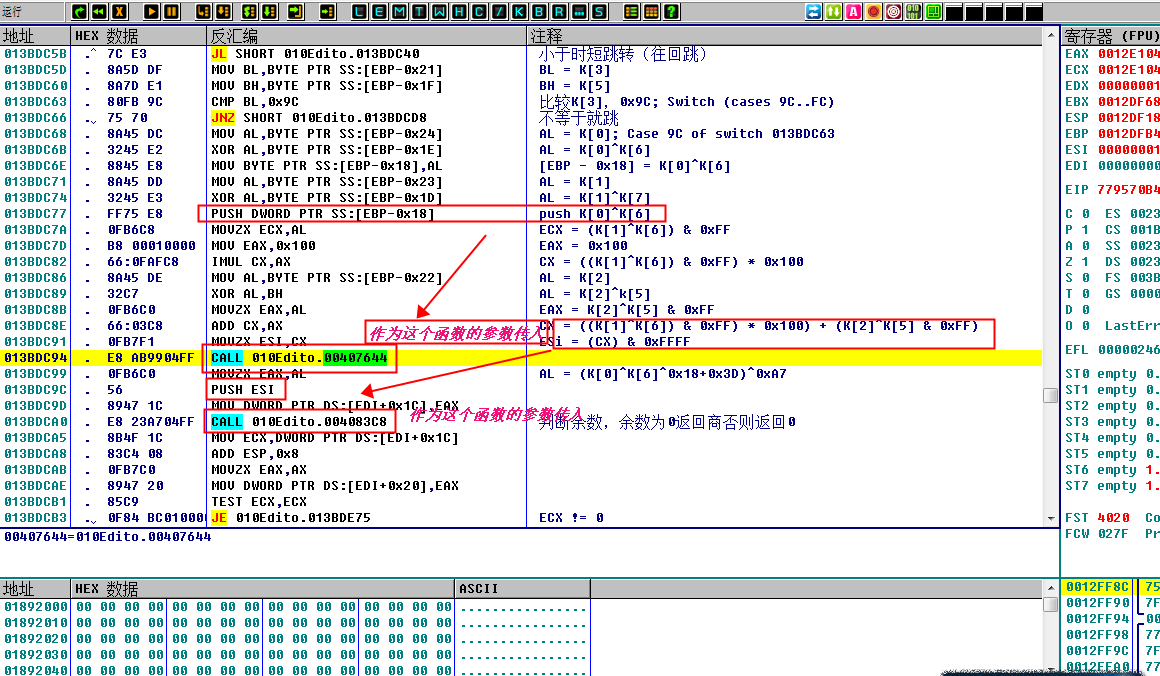 运行
L E M T W H C / K B R ... S
A
地址 HEX 数据 反汇编 注释 寄存器 (FPU)
013BDC5B .^ 7C E3 JL SHORT 010Edito.013BDC40 小于时短跳转（往回跳）
013BDC5D . 8A5D DF MOV BL,BYTE PTR SS:[EBP-0x21] BL = K[3]
013BDC60 . 8A7D E1 MOV BH,BYTE PTR SS:[EBP-0x1F] BH = K[5]
013BDC63 . 80FB 9C CMP BL,0x9C 比较K[3], 0x9C; Switch (cases 9C..FC)
013BDC66 .. 75 70 JNZ SHORT 010Edito.013BDCD8 不等于就跳
013BDC68 . 8A45 DC MOV AL,BYTE PTR SS:[EBP-0x24] AL = K[0]; Case 9C of switch 013BDC63
013BDC6B . 3245 E2 XOR AL,BYTE PTR SS:[EBP-0x1E] AL = K[0]^K[6]
013BDC6E . 8845 E8 MOV BYTE PTR SS:[EBP-0x18],AL [EBP - 0x18] = K[0]^K[6]
013BDC71 . 8A45 DD MOV AL,BYTE PTR SS:[EBP-0x23] AL = K[1]
013BDC74 . 3245 E3 XOR AL,BYTE PTR SS:[EBP-0x1D] AL = K[1]^K[7]
013BDC77 . FF75 E8 PUSH DWORD PTR SS:[EBP-0x18] push K[0]^K[6]
013BDC7A . 0FB6C8 MOVZX ECX,AL ECX = (K[1]^K[6]) & 0xFF
013BDC7D . B8 00010000 MOV EAX,0x100 EAX = 0x100
013BDC82 . 66:0FAFC8 IMUL CX,AX CX = ((K[1]^K[6]) & 0xFF) * 0x100
013BDC86 . 8A45 DE MOV AL,BYTE PTR SS:[EBP-0x22] AL = K[2]
013BDC89 . 32C7 XOR AL,BH AL = K[2]^k[5]
013BDC8B . 0FB6C0 MOVZX EAX,AL EAX = K[2]^K[5] & 0xFF
013BDC8E . 66:03C8 ADD CX,AX 作为这个函数的参数传入 CX = ((K[1]^K[6]) & 0xFF) * 0x100) + (K[2]^K[5] & 0xFF)
013BDC91 . 0FB7F1 MOVZX ESI,CX ESi = (CX) & 0xFFFF
013BDC94 . E8 AB9904FF CALL 010Edito.00407644
013BDC99 . 0FB6C0 MOVZX EAX,AL AL = (K[0]^K[6]^0x18+0x3D)^0xA7
013BDC9C . 56 PUSH ESI
013BDC9D . 8947 1C MOV DWORD PTR DS:[EDI+0x1C],EAX 作为这个函数的参数传入
013BDCA0 . E8 23A704FF CALL 010Edito.004083C8 判断余数，余数为0返回商否则返回0
013BDCA5 . 8B4F 1C MOV ECX,DWORD PTR DS:[EDI+0x1C]
013BDCA8 . 83C4 08 ADD ESP,0x8
013BDCAB . 0FB7C0 MOVZX EAX,AX
013BDCAE . 8947 20 MOV DWORD PTR DS:[EDI+0x20],EAX
013BDCB1 . 85C9 TEST ECX,ECX
013BDCB3 .. 0F84 BC01000 JE 010Edito.013BDE75 ECX != 0
EAX 0012E104
ECX 0012E104
EDX 00000001
EBX 0012DF68
ESP 0012DF18
EBP 0012DFB4
ESI 00000001
EDI 00000000
EIP 779570B4
C 0 ES 0023
P 1 CS 001B
A 0 SS 0023
Z 1 DS 0023
S 0 FS 003B
T 0 GS 0000
D 0
O 0 LastErr
EFL 00000246
ST0 empty 0.
ST1 empty 0.
ST2 empty 0.
ST3 empty 0.
ST4 empty 0.
ST5 empty 0.
ST6 empty 1.
ST7 empty 1.
FST 4020 Co
FCW 027F Pr
00407644=010Edito.00407644
地址 HEX 数据 ASCII
01892000 00 00 00 00 00 00 00 00 00 00 00 00 00 00 00 00 ................
01892010 00 00 00 00 00 00 00 00 00 00 00 00 00 00 00 00 ................
01892020 00 00 00 00 00 00 00 00 00 00 00 00 00 00 00 00 ................
01892030 00 00 00 00 00 00 00 00 00 00 00 00 00 00 00 00 ................
01892040 00 00 00 00 00 00 00 00 00 00 00 00 00 00 00 00 ................
0012FF8C 75
0012FF90 7F
0012FF94 00
0012FF98 77
0012FF9C 7F
0012FFA0 77